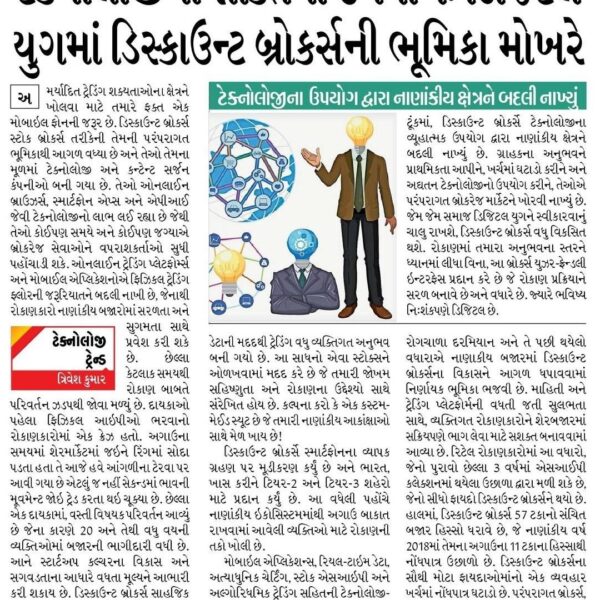 યુગમાં ડિસ્કાઉન્ટ બ્રોકર્સની ભૂમિકા મોખરે
અ
મર્યાદિત ટ્રેડિંગ શક્યતાઓના ક્ષેત્રને
ખોલવા માટે તમારે ફક્ત એક
મોબાઇલ ફોનની જરૂર છે. ડિસ્કાઉન્ટ બ્રોકર્સ
સ્ટોક બ્રોકર્સ તરીકેની તેમની પરંપરાગત
ભૂમિકાથી આગળ વધ્યા છે અને તેઓ તેમના
મૂળમાં ટેક્નોલોજી અને કન્ટેન્ટ સર્જન
કંપનીઓ બની ગયા છે. તેઓ ઓનલાઈન
બ્રાઉઝર્સ, સ્માર્ટફોન એપ્સ અને એપીઆઈ
જેવી ટેક્નોલોજીનો લાભ લઈ રહ્યા છે જેથી
તેઓ કોઈપણ સમયે અને કોઈપણ જગ્યાએ
બ્રોકરેજ સેવાઓને વપરાશકર્તાઓ સુધી
પહોંચાડી શકે. ઓનલાઈન ટ્રેડિંગ પ્લેટફોર્મ્સ
અને મોબાઈલ એપ્લિકેશનોએ ફિઝિકલ ટ્રેડિંગ
ફ્લોરની જરૂરિયાતને બદલી નાખી છે, જેનાથી
રોકાણકારો નાણાકીય બજારોમાં સરળતા અને
સુગમતા સાથે
પ્રવેશ કરી શકે
છે. છેલ્લા
કેટલાક સમયથી
રોકાણ બાબતે
ટેક્નોલોજી
ટ્રેન્ડ
ત્રિવેશ કુમાર
પરિવર્તન ઝડપથી જોવા મળ્યું છે. દાયકાઓ
પહેલા ફિઝિકલ આઈપીઓ ભરવાનો
રોકાણકારોમાં એક ક્રેઝ હતો. અગાઉના
સમયમાં શેરમાર્કેટમાં જઈને રિંગમાં સોદા
પડતા હતા તે આજે હવે આંગળીના ટેરવા પર
આવી ગયા છે એટલું જ નહીં સેકન્ડમાં ભાવની
મૂવમેન્ટ જોઇ ટ્રેડ કરતા થઇ ચૂક્યા છે. છેલ્લા
એક દાયકામાં, વસ્તી વિષયક પરિવર્તન આવ્યું
છે જેના કારણે 20 અને તેથી વધુ વયની
વ્યક્તિઓમાં બજારની ભાગીદારી વધી છે.
આને સ્ટાર્ટઅપ કલ્ચરના વિકાસ અને
સગવડતાના આધારે વધતા મૂલ્યને આભારી
કરી શકાય છે. ડિસ્કાઉન્ટ બ્રોકર્સ સાહજિક
ટેક્નોલોજીના ઉપયોગ દ્વારા નાણાંકીય ક્ષેત્રને બદલી નાખ્યું
ડેટાની મદદથી ટ્રેડિંગ વધુ વ્યક્તિગત અનુભવ
બની ગયો છે. આ સાધનો એવા સ્ટોક્સને
ઓળખવામાં મદદ કરે છે જે તમારી જોખમ
સહિષ્ણુતા અને રોકાણના ઉદ્દેશ્યો સાથે
સંરેખિત હોય છે. કલ્પના કરો કે એક કસ્ટમ-
મેઈડ સ્યૂટ છે જે તમારી નાણાંકીય આકાંક્ષાઓ
સાથે મેળ ખાય છે!
ડિસ્કાઉન્ટ બ્રોકર્સે સ્માર્ટફોનના વ્યાપક
ગ્રહણ પર મૂડીકરણ કર્યું છે અને ભારત,
ખાસ કરીને ટિયર-2 અને ટિયર-3 શહેરો
માટે પ્રદાન કર્યું છે. આ વધેલી પહોંચે
નાણાંકીય ઇકોસિસ્ટમમાંથી અગાઉ બાકાત
રાખવામાં આવેલી વ્યક્તિઓ માટે રોકાણની
તકો ખોલી છે.
મોબાઈલ એપ્લિકેશન્સ, રિયલ-ટાઇમ ડેટા,
અત્યાધુનિક ચેર્ટિંગ, સ્ટોક એસઆઈપી અને
અલ્ગોરિધમિક ટ્રેડિંગ સહિતની ટેક્નોલોજી-
ટૂંકમાં, ડિસ્કાઉન્ટ બ્રોકર્સે ટેક્નોલોજીના
વ્યૂહાત્મક ઉપયોગ દ્વારા નાણાંકીય ક્ષેત્રને
બદલી નાખ્યું છે. ગ્રાહકના અનુભવને
પ્રાથમિકતા આપીને, ખર્ચમાં ઘટાડો કરીને અને
અદ્યતન ટેક્નોલોજીનો ઉપયોગ કરીને, તેઓએ
પરંપરાગત બ્રોકરેજ માર્કેટને ખોરવી નાખ્યું છે.
જેમ જેમ સમાજ ડિજિટલ યુગને સ્વીકારવાનું
ચાલુ રાખશે, ડિસ્કાઉન્ટ બ્રોકર્સ વધુ વિકસિત
થશે. રોકાણમાં તમારા અનુભવના સ્તરને
ધ્યાનમાં લીધા વિના, આ બ્રોકર્સ યુઝર-ફ્રેન્ડલી
ઇન્ટરફેસ પ્રદાન કરે છે જે રોકાણ પ્રક્રિયાને
સરળ બનાવે છે અને વધારે છે. જ્યારે ભવિષ્ય
નિઃશંકપણે ડિજિટલ છે.
રોગચાળા દરમિયાન અને તે પછી થયેલો
વધારાએ નાણાકીય બજારમાં ડિસ્કાઉન્ટ
બ્રોકર્સના વિકાસને આગળ ધપાવવામાં
નિર્ણાયક ભૂમિકા ભજવી છે. માહિતી અને
ટ્રેડિંગ પ્લેટફોર્મની વધતી જતી સુલભતા
સાથે, વ્યક્તિગત રોકાણકારોને શેરબજારમાં
સક્રિયપણે ભાગ લેવા માટે સશક્ત બનાવવામાં
આવ્યા છે. રિટેલ રોકાણકારોમાં આ વધારો,
જેનો પુરાવો છેલ્લા 3 વર્ષમાં એસઆઈપી
કલેક્શનમાં થયેલા ઉછાળા દ્વારા મળી શકે છે,
જેનો સીધો ફાયદો ડિસ્કાઉન્ટ બ્રોકર્સને થયો છે.
હાલમાં, ડિસ્કાઉન્ટ બ્રોકર્સ 57 ટકાનો સંચિત
બજાર હિસ્સો ધરાવે છે, જે નાણાંકીય વર્ષ
2018માં તેમના અગાઉના 11 ટકાના હિસ્સાથી
નોંધપાત્ર ઉછાળો છે. ડિસ્કાઉન્ટ બ્રોકર્સના
સૌથી મોટા ફાયદાઓમાંનો એક વ્યવહાર
ખર્ચમાં નોંધપાત્ર ઘટાડો છે. પરંપરાગત બ્રોકર્સ,